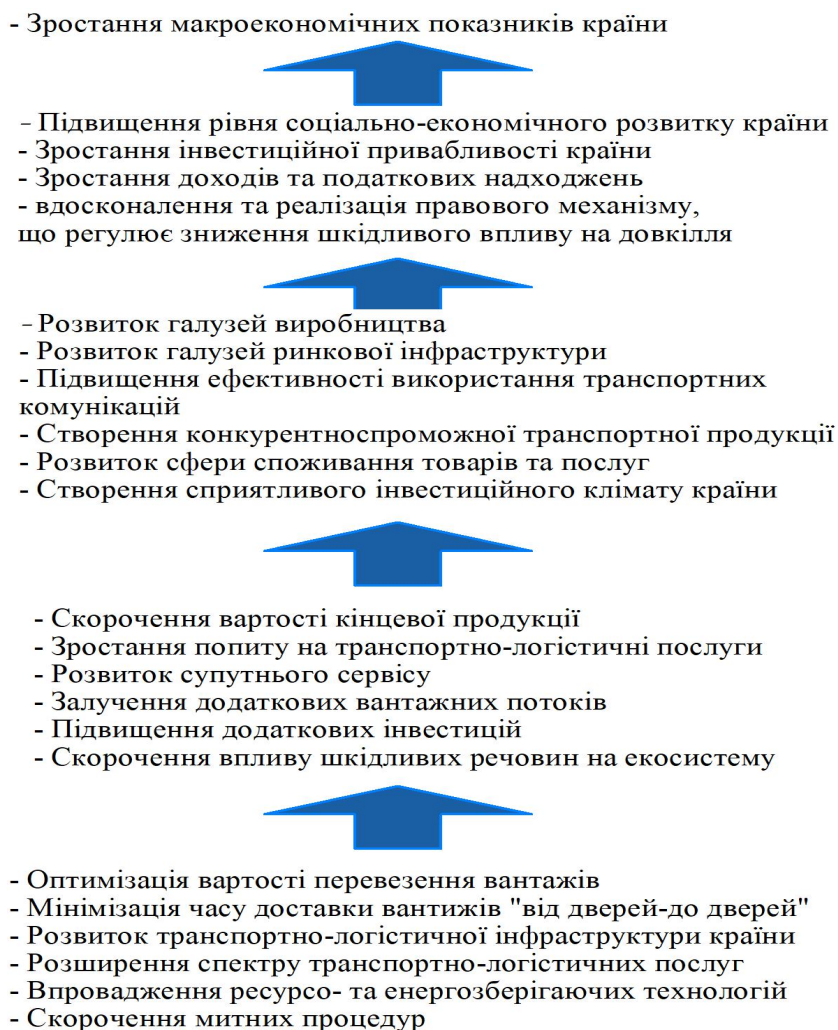 - Зростання макроекономічних показників країни
- Підвищення рівня соціально-економічного розвитку країни
- Зростання інвестиційної привабливості країни
- Зростання доходів та податкових надходжень
- вдосконалення та реалізація правового механізму,
що регулює зниження шкідливого впливу на довкілля
- Розвиток галузей виробництва
- Розвиток галузей ринкової інфраструктури
- Підвищення ефективності використання транспортних
комунікацій
- Створення конкурентноспроможної транспортної продукції
- Розвиток сфери споживання товарів та послуг
- Створення сприятливого інвестиційного клімату країни
- Скорочення вартості кінцевої продукції
- Зростання попиту на транспортно-логістичні послуги
- Розвиток супутнього сервісу
- Залучення додаткових вантажних потоків
- Підвищення додаткових інвестицій
- Скорочення впливу шкідливих речовин на екосистему
- Оптимізація вартості перевезення вантажів
- Мінімізація часу доставки вантижів "від дверей-до дверей"
- Розвиток транспортно-логістичної інфраструктури країни
- Розширення спектру транспортно-логістичних послуг
- Впровадження ресурсо- та енергозберігаючих технологій
- Скорочення митних процедур